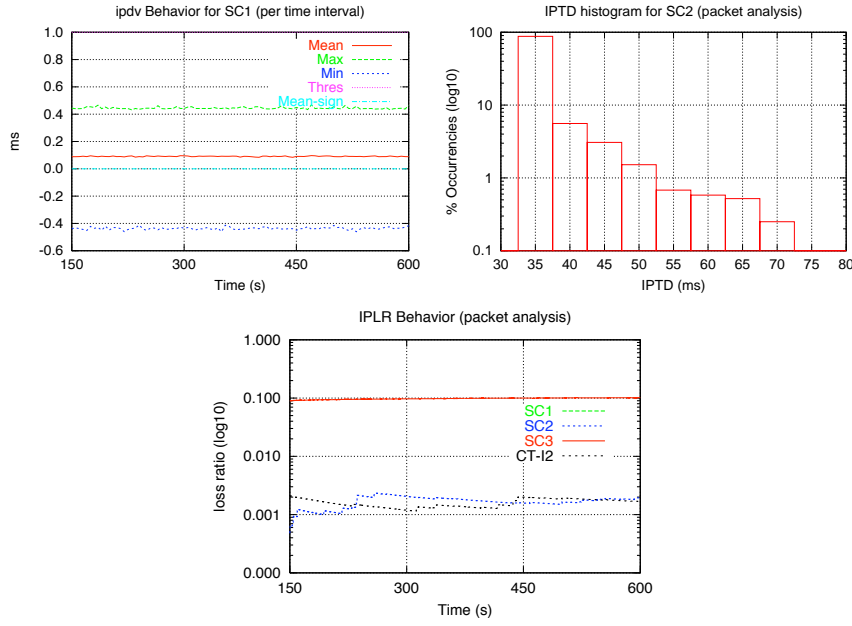 ipdv Behavior for SC1 (per time interval)
ms
1.0
0.8
0.6
0.4
0.2
0.0
-0.2
-0.4
-0.6
Mean
Max
Min
Thres
Mean-sign
150
300
450
600
Time (s)
IPTD histogram for SC2 (packet analysis)
% Occurrencies (log10)
100
10
1
0.1
30
35
40
45
50
55
60
65
70
75
80
IPTD (ms)
IPLR Behavior (packet analysis)
loss ratio (log10)
1.000
0.100
0.010
0.001
0.000
SC1
SC2
SC3
CT-I2
150
300
450
600
Time (s)